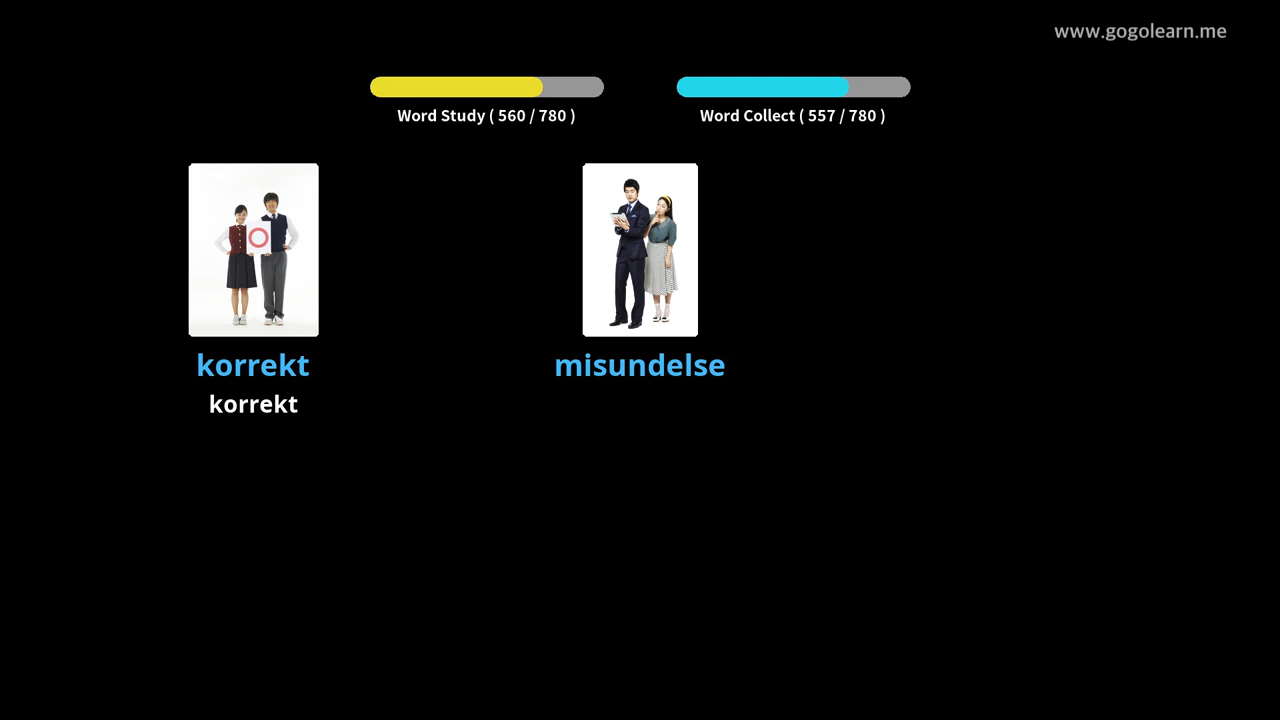 www.gogolearn.me
Word Study ( 560 / 780 )
Word Collect ( 557 / 780 )
korrekt
misundelse
korrekt